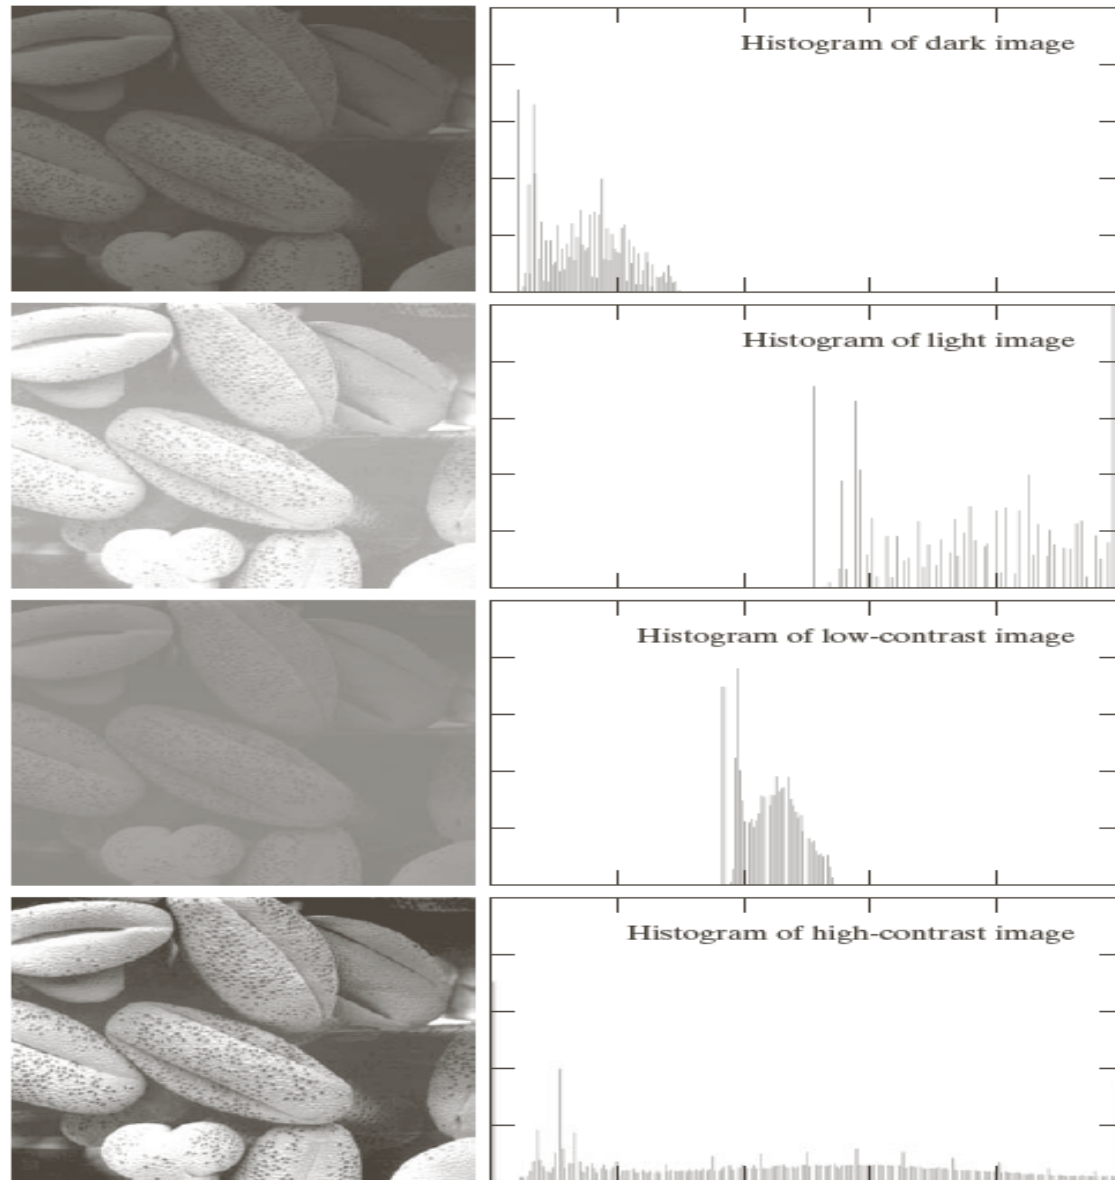 Histogram of dark image
Histogram of light image
Histogram of low-contrast image
Histogram of high-contrast image